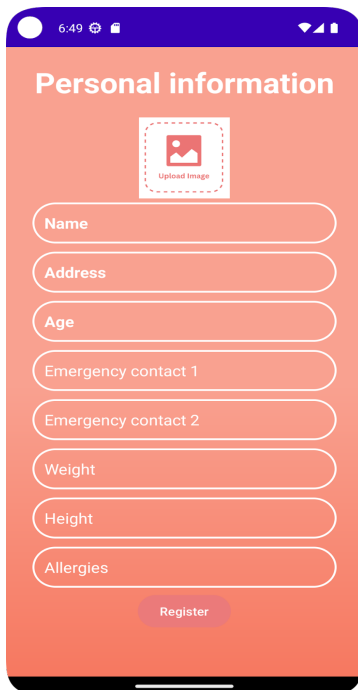 6:49
Personal information
Upload Image
Name
Address
Age
Emergency contact 1
Emergency contact 2
Weight
Height
Allergies
Register